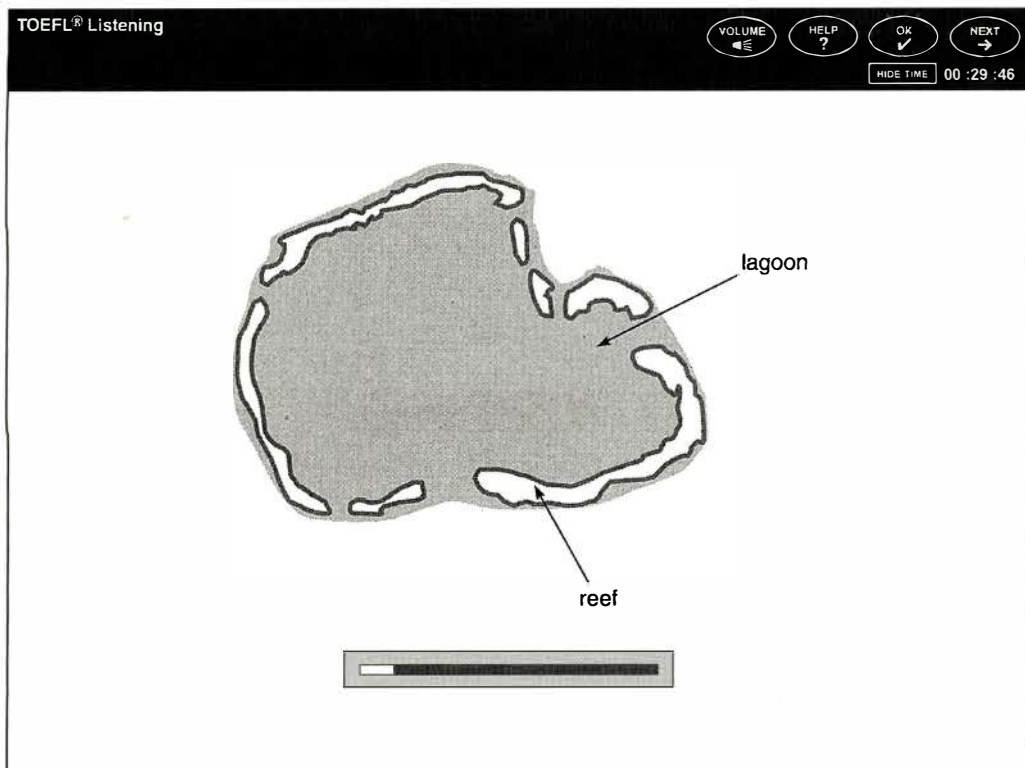 TOEFL® Listening
VOLUME
HELP
?
OK
NEXT
HIDE TIME 00 :29 :46
lagoon
reef